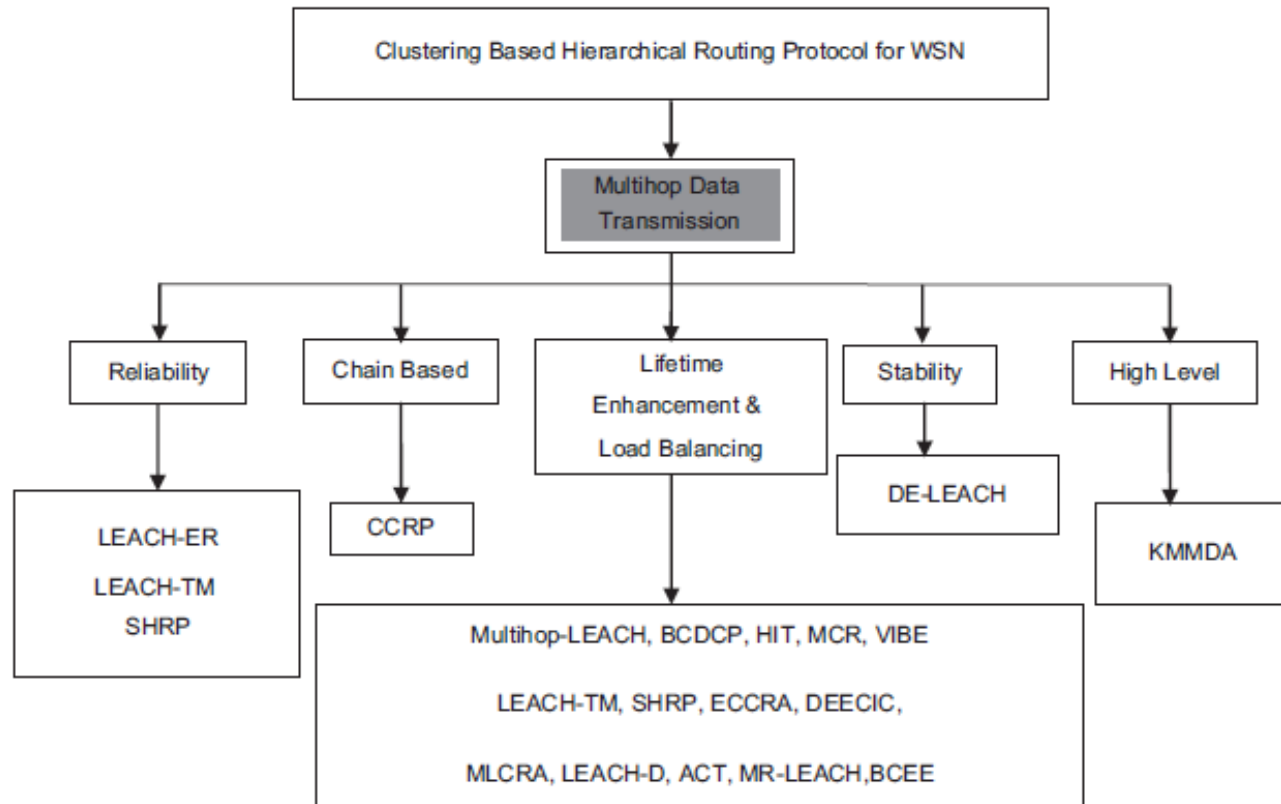 Clustering Based Hierarchical Routing Protocol for WSN
Multihop Data
Transmission
Reliability
Chain Based
Lifetime
Enhancement &
Load Balancing
Stability
High Level
LEACH-ER
LEACH-TM
SHRP
CCRP
DE-LEACH
KMMDA
Multihop-LEACH, BCDCP, HIT, MCR, VIBE
LEACH-TM, SHRP, ECCRA, DEECIC,
MLCRA, LEACH-D, ACT, MR-LEACH,BCEE